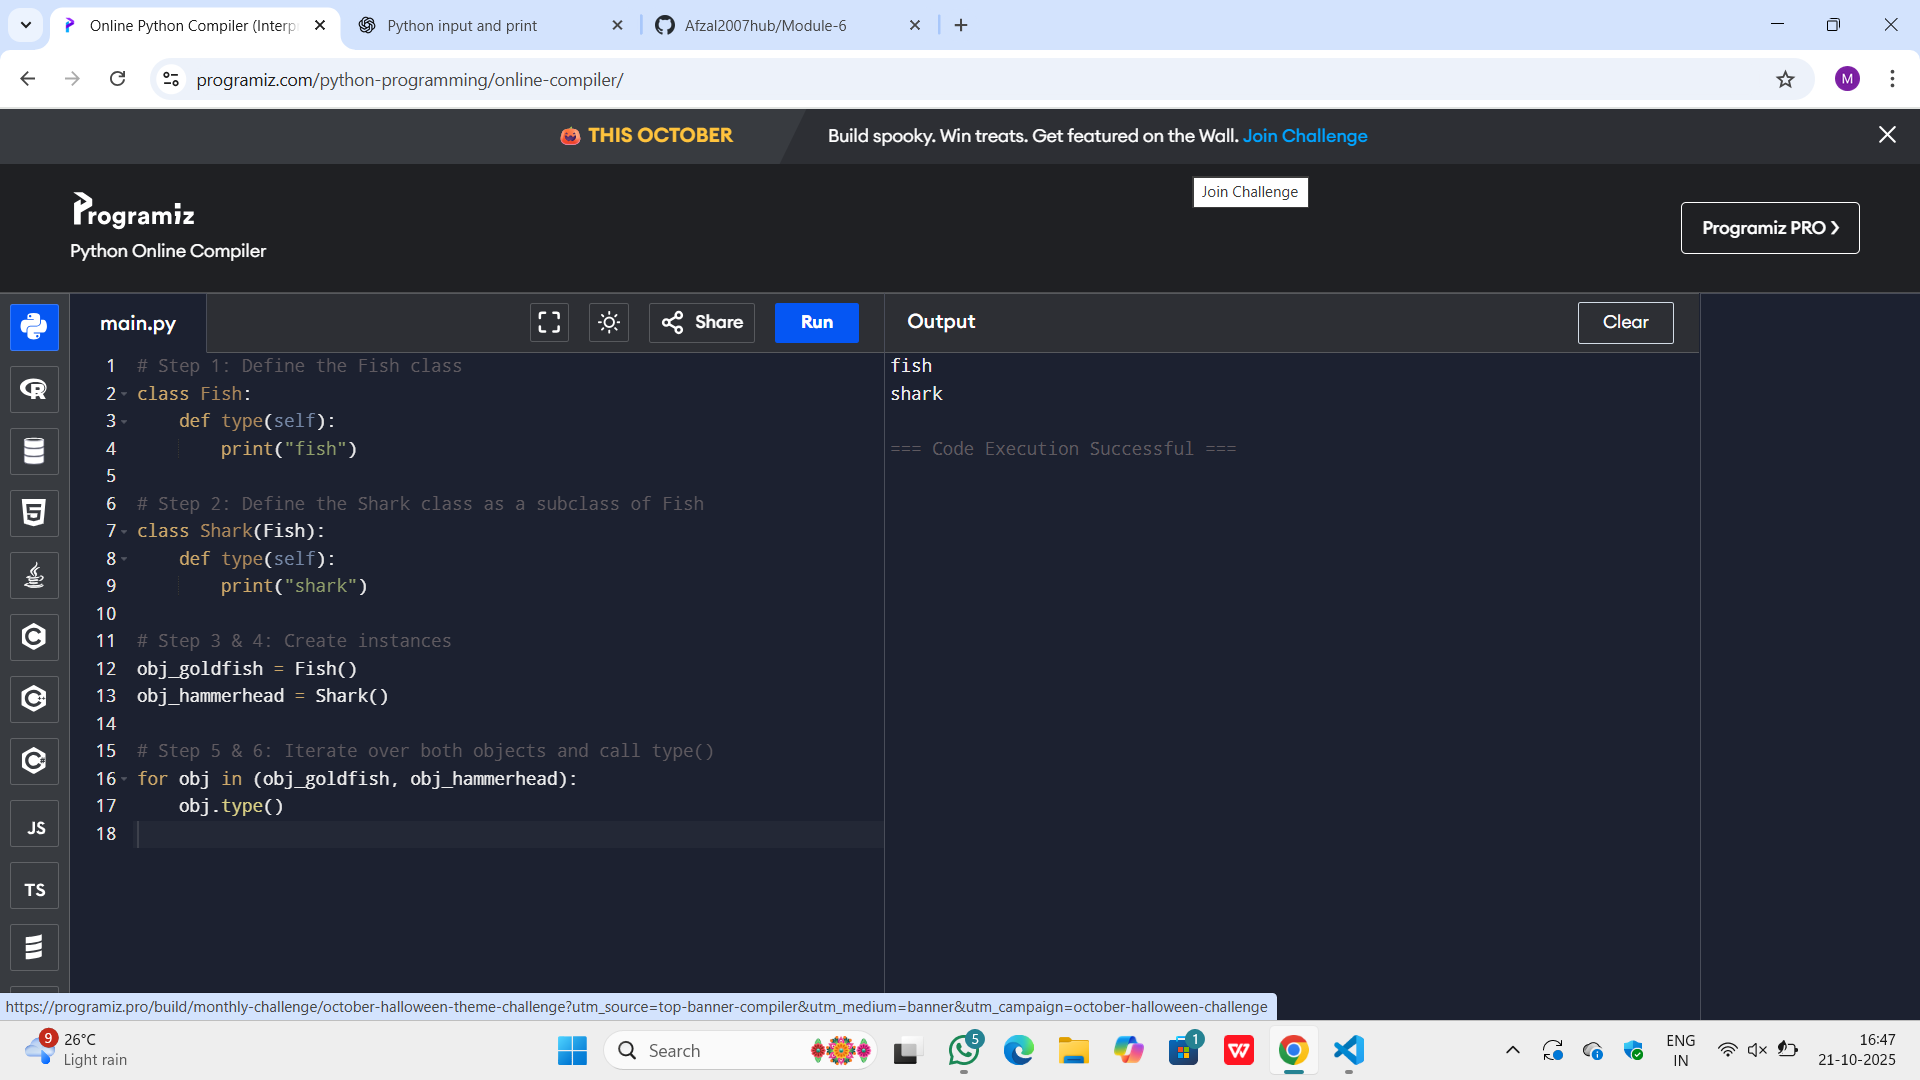 Online Python Compiler (Interp
Python input and print
Afzal2007hub/Module-6
programiz.com/python-programming/online-compiler/
M
THIS OCTOBER
Build spooky. Win treats. Get featured on the Wall. Join Challenge
Join Challenge
Programiz
Python Online Compiler
Programiz PRO ❯
main.py
Share
Run
Output
Clear
1 # Step 1: Define the Fish class
2 class Fish:
3     def type(self):
4         print("fish")
5
6 # Step 2: Define the Shark class as a subclass of Fish
7 class Shark(Fish):
8     def type(self):
9         print("shark")
10
11 # Step 3 & 4: Create instances
12 obj_goldfish = Fish()
13 obj_hammerhead = Shark()
14
15 # Step 5 & 6: Iterate over both objects and call type()
16 for obj in (obj_goldfish, obj_hammerhead):
17     obj.type()
18
fish
shark
=== Code Execution Successful ===
R
5
C
C
C
JS
TS
https://programiz.pro/build/monthly-challenge/october-halloween-theme-challenge?utm_source=top-banner-compiler&utm_medium=banner&utm_campaign=october-halloween-challenge
9
26°C
Light rain
Search
5
1
W
ENG
IN
16:47
21-10-2025